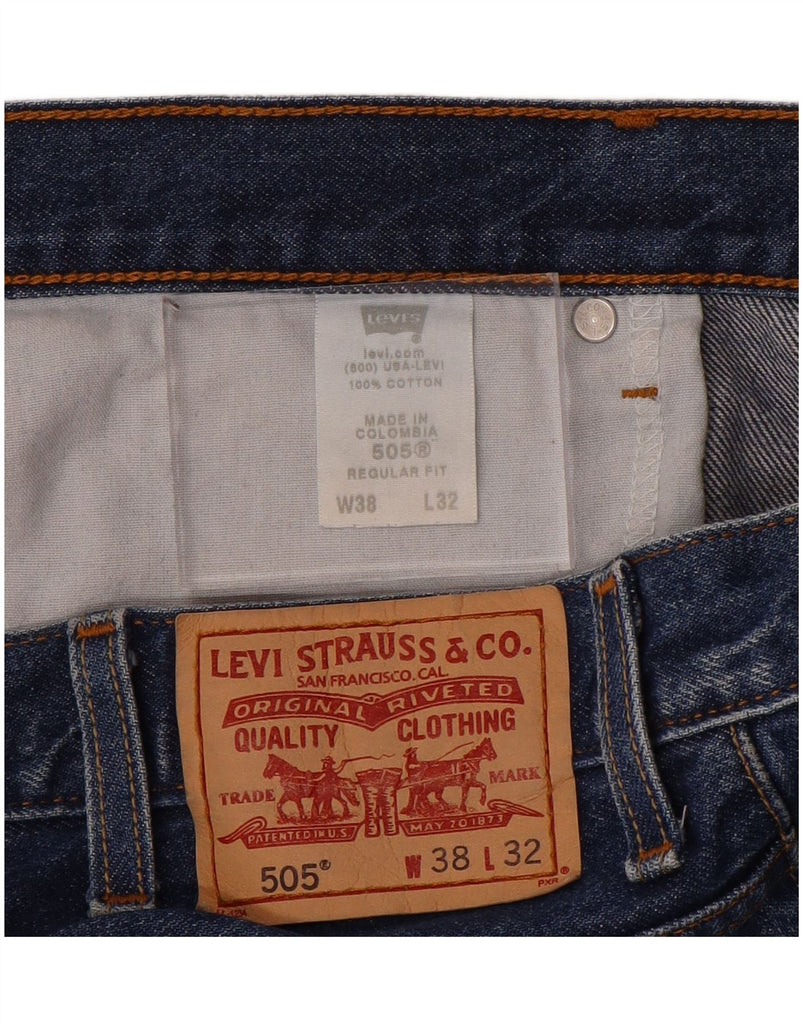 LEVI'S ®
levi.com
(800) USA-LEVI
100% COTTON
MADE IN
COLOMBIA
505®
REGULAR FIT
W38 L32
LEVI STRAUSS & CO.
SAN FRANCISCO, CAL.
ORIGINAL RIVETED
QUALITY CLOTHING
TRADE MARK
PATENTED IN U.S. MAY 20 1873
505® W 38 L 32
PXR ®